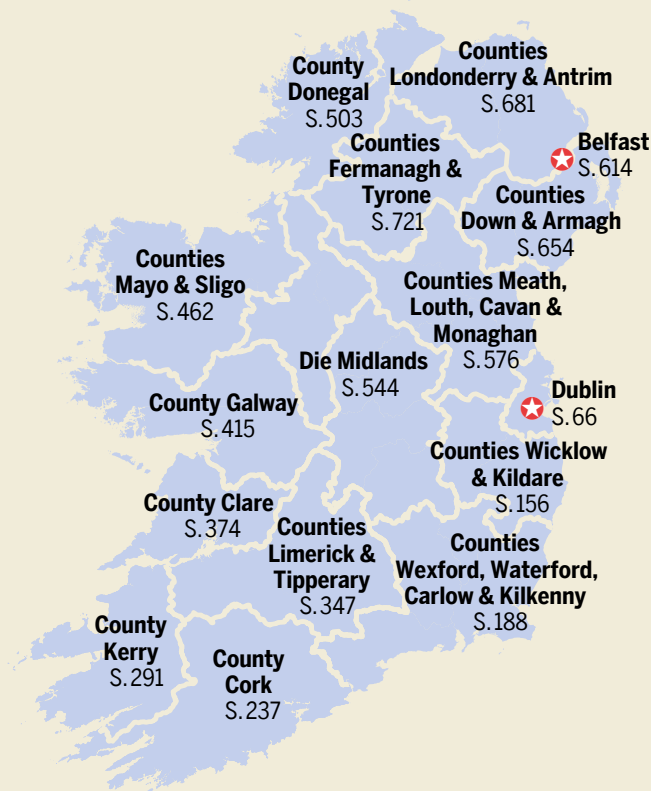 County
Donegal
S. 503
Counties
Londonderry & Antrim
S. 681
Belfast
S. 614
Counties
Fermanagh &
Tyrone
S. 721
Counties
Down & Armagh
S. 654
Counties
Mayo & Sligo
S. 462
Counties Meath,
Louth, Cavan &
Monaghan
S. 576
Die Midlands
S. 544
Dublin
S. 66
County Galway
S. 415
Counties Wicklow
& Kildare
S. 156
County Clare
S. 374
Counties
Limerick &
Tipperary
S. 347
Counties
Wexford, Waterford,
Carlow & Kilkenny
S. 188
County
Kerry
S. 291
County
Cork
S. 237